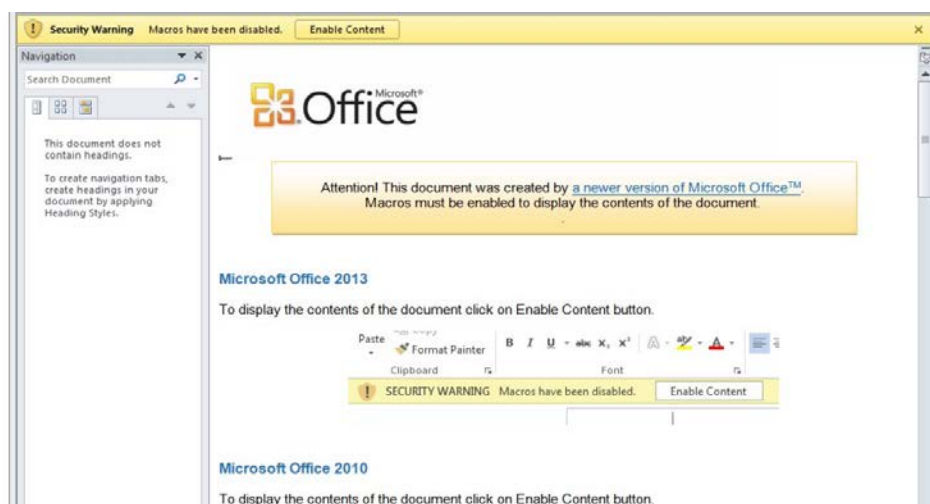 Security Warning Macros have been disabled. Enable Content
Navigation
Search Document
This document does not
contain headings.
To create navigation tabs,
create headings in your
document by applying
Heading Styles.
Microsoft®
Office
Attention! This document was created by a newer version of Microsoft Office™.
Macros must be enabled to display the contents of the document.
Microsoft Office 2013
To display the contents of the document click on Enable Content button.
Paste
Format Painter
B I U abc X, X²
Clipboard
Font
SECURITY WARNING Macros have been disabled. Enable Content
Microsoft Office 2010
To display the contents of the document click on Enable Content button.